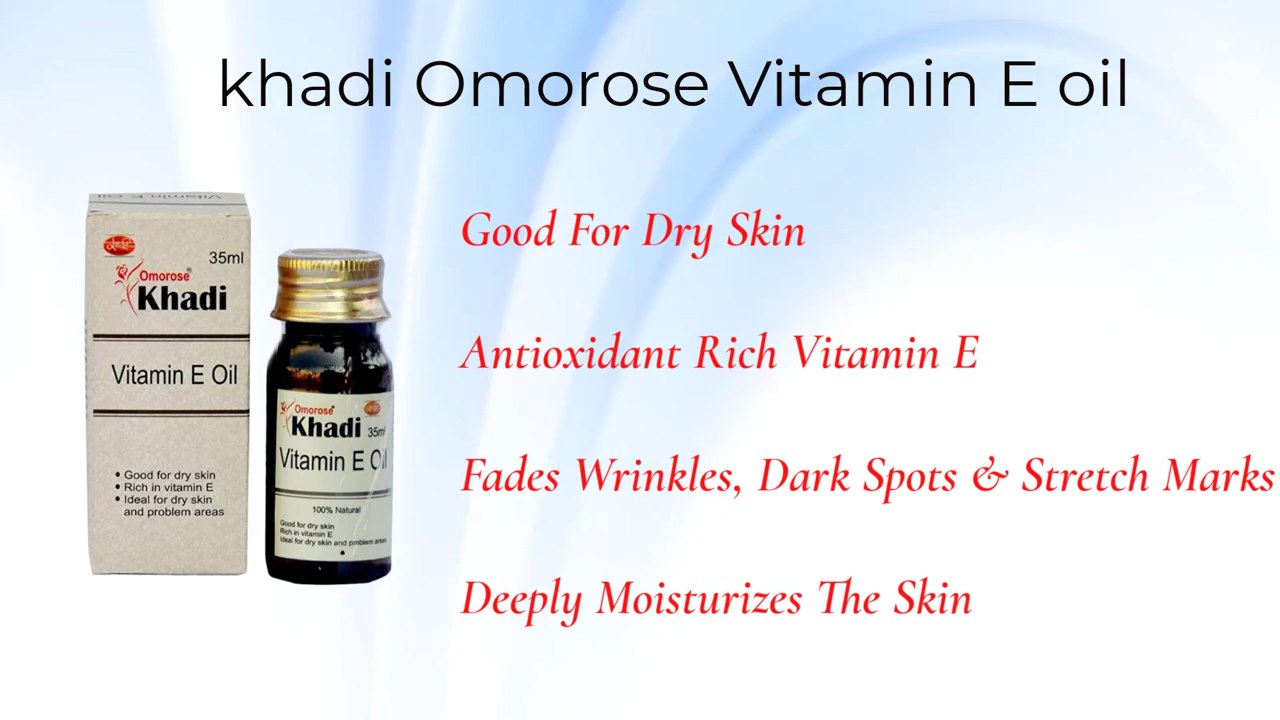 khadi Omorose Vitamin E oil
Good For Dry Skin
Antioxidant Rich Vitamin E
Fades Wrinkles, Dark Spots & Stretch Marks
Deeply Moisturizes The Skin
Vitamin E Oil
35ml
Omorose
Khadi
Vitamin E Oil
• Good for dry skin
• Rich in vitamin E
• Ideal for dry skin
and problem areas
Omorose
Khadi 35ml
Vitamin E Oil
100% Natural
Good for dry skin
Rich in vitamin E
Ideal for dry skin and problem areas